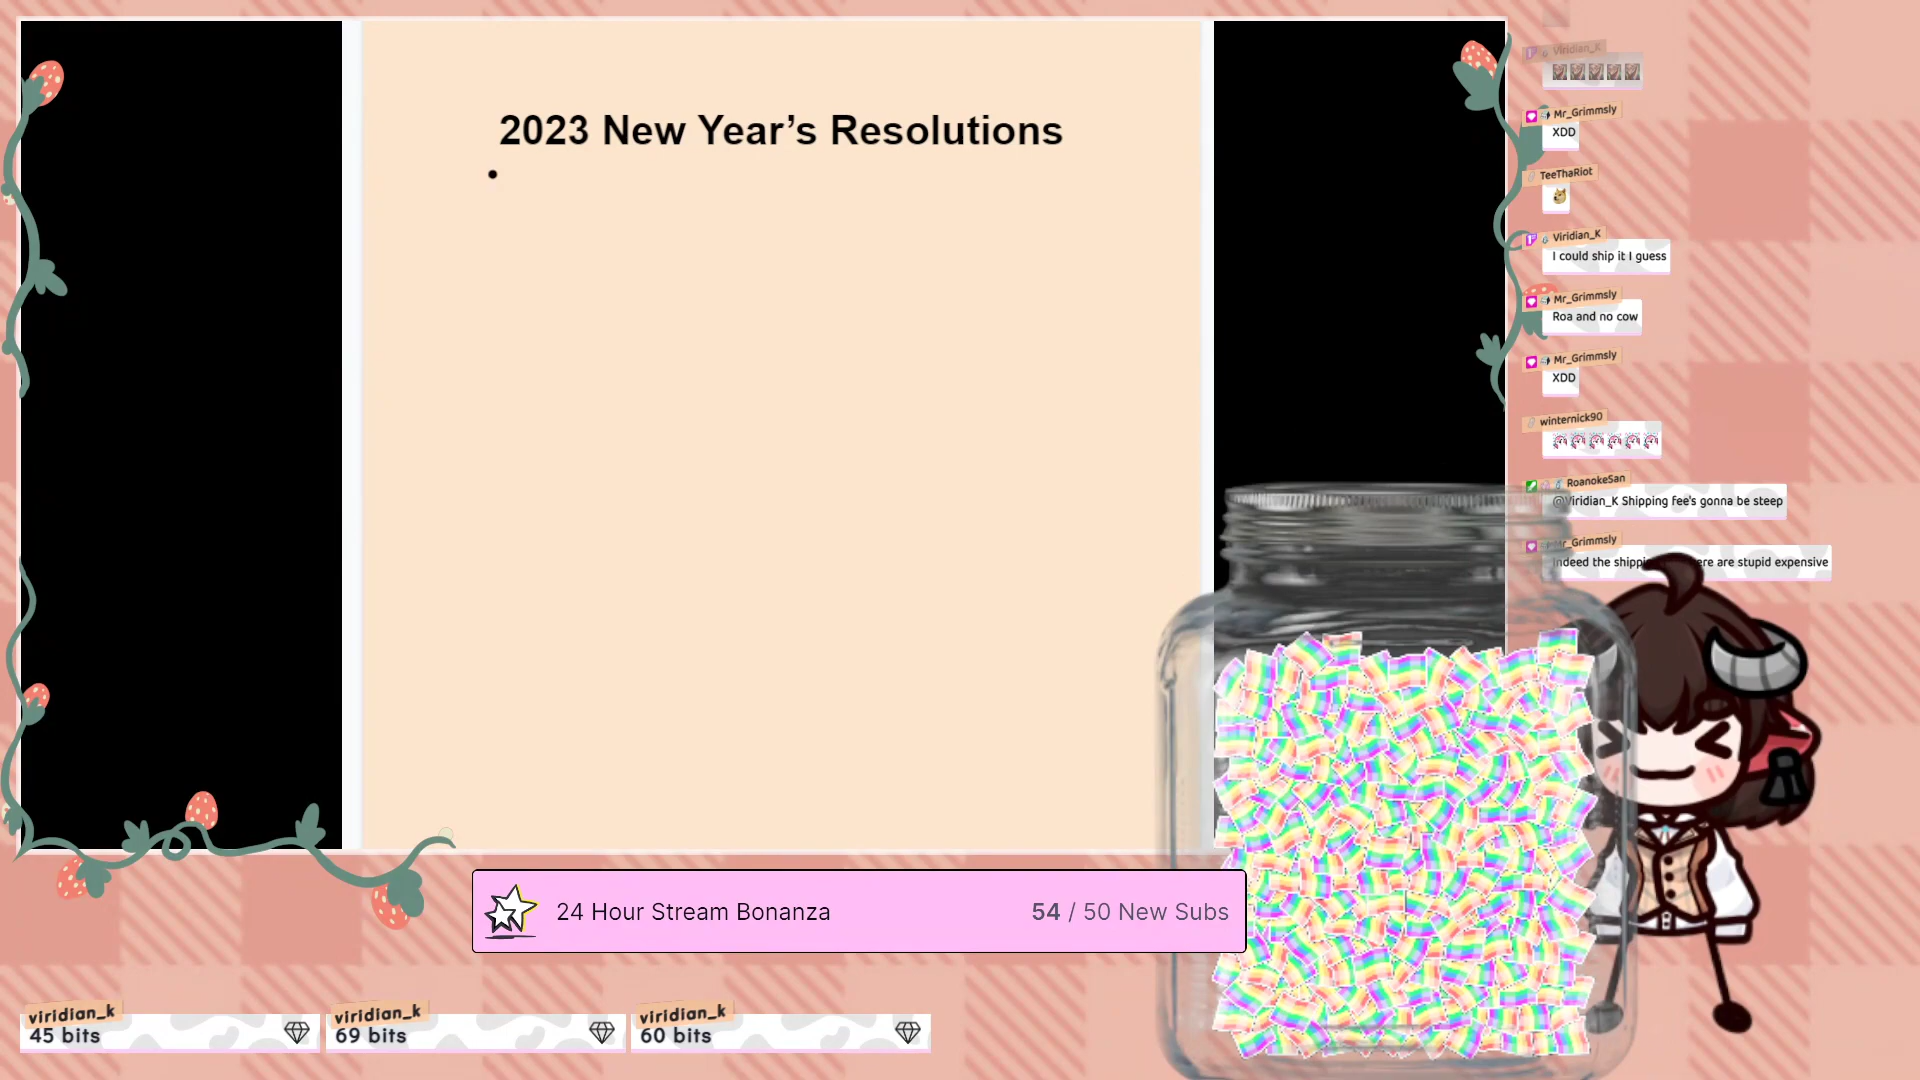 2023 New Year’s Resolutions
•
Viridian_K
Mr_Grimmsly
XDD
TeeThaRiot
Viridian_K
I could ship it I guess
Mr_Grimmsly
Roa and no cow
Mr_Grimmsly
XDD
winternick90
RoanokeSan
@Viridian_K Shipping fee's gonna be steep
Mr_Grimmsly
Indeed the are stupid expensive
24 Hour Stream Bonanza
54 / 50 New Subs
viridian_k
45 bits
viridian_k
69 bits
viridian_k
60 bits